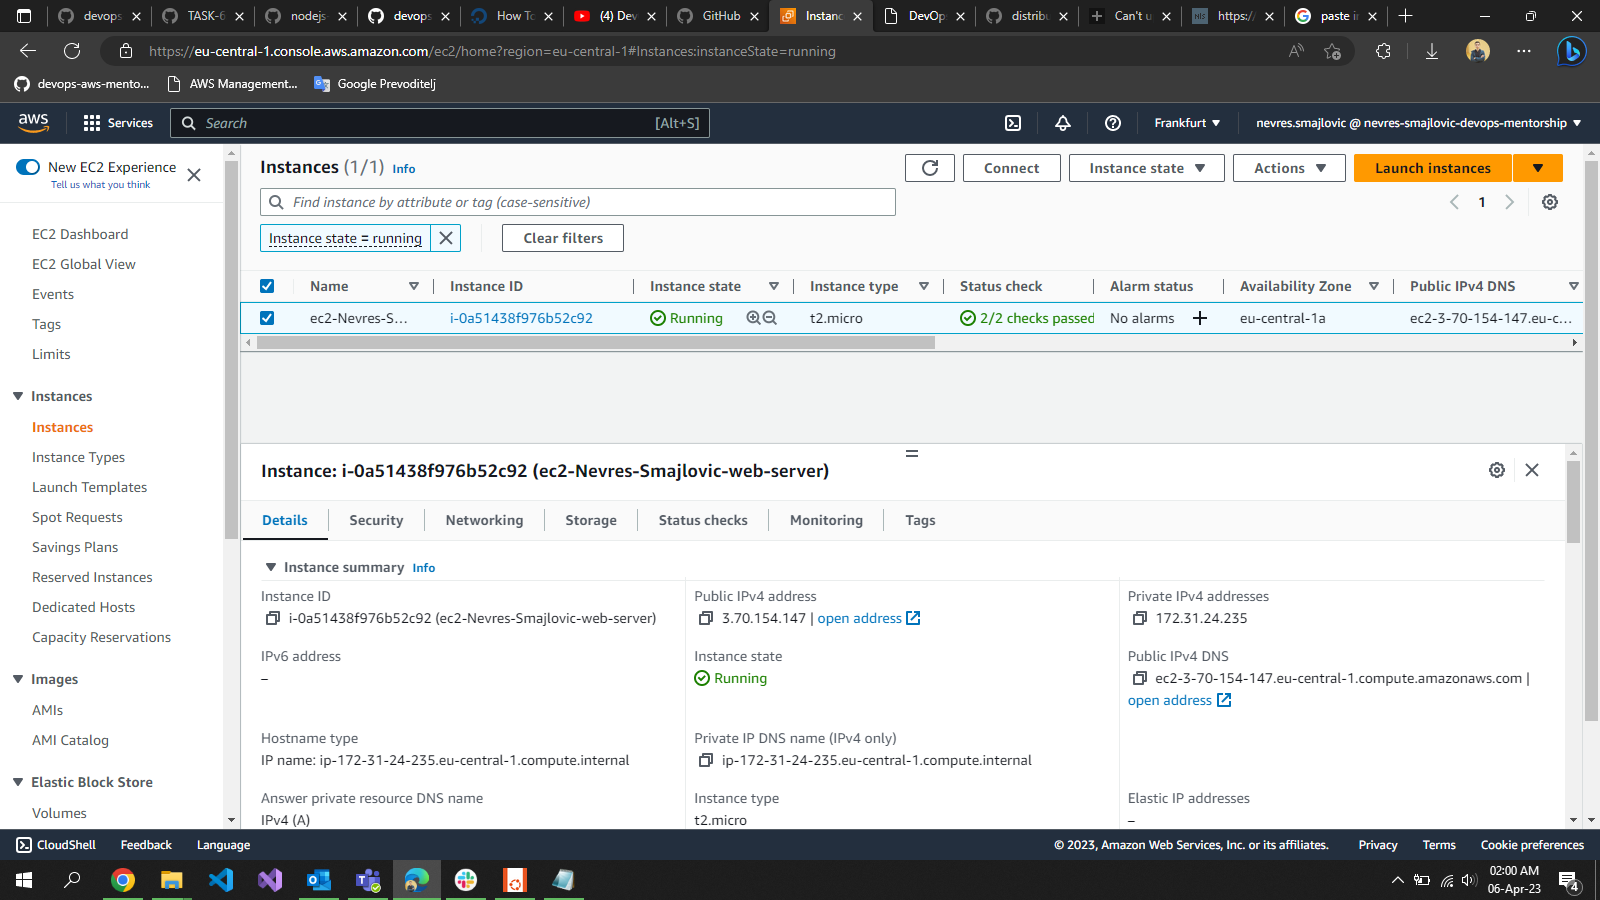 devops
TASK-6
nodejs-
devops
How To
(4) Dev
GitHub
Instanc
DevOp
distribu
Can't u
https:/
paste in
https://eu-central-1.console.aws.amazon.com/ec2/home?region=eu-central-1#Instances:instanceState=running
devops-aws-mento...
AWS Management...
Google Prevoditelj
aws
Services
Search
[Alt+S]
Frankfurt
nevres.smajlovic @ nevres-smajlovic-devops-mentorship
New EC2 Experience
Tell us what you think
EC2 Dashboard
EC2 Global View
Events
Tags
Limits
Instances
Instances
Instance Types
Launch Templates
Spot Requests
Savings Plans
Reserved Instances
Dedicated Hosts
Capacity Reservations
Images
AMIs
AMI Catalog
Elastic Block Store
Volumes
Instances (1/1) Info
Connect
Instance state
Actions
Launch instances
Find instance by attribute or tag (case-sensitive)
1
Instance state = running
Clear filters
Name Instance ID Instance state Instance type Status check Alarm status Availability Zone Public IPv4 DNS
ec2-Nevres-S... i-0a51438f976b52c92 Running t2.micro 2/2 checks passed No alarms eu-central-1a ec2-3-70-154-147.eu-c...
Instance: i-0a51438f976b52c92 (ec2-Nevres-Smajlovic-web-server)
Details Security Networking Storage Status checks Monitoring Tags
Instance summary Info
Instance ID
i-0a51438f976b52c92 (ec2-Nevres-Smajlovic-web-server)
Public IPv4 address
3.70.154.147 | open address
Private IPv4 addresses
172.31.24.235
IPv6 address
–
Instance state
Running
Public IPv4 DNS
ec2-3-70-154-147.eu-central-1.compute.amazonaws.com |
open address
Hostname type
IP name: ip-172-31-24-235.eu-central-1.compute.internal
Private IP DNS name (IPv4 only)
ip-172-31-24-235.eu-central-1.compute.internal
Answer private resource DNS name
IPv4 (A)
Instance type
t2.micro
Elastic IP addresses
–
CloudShell
Feedback
Language
© 2023, Amazon Web Services, Inc. or its affiliates.
Privacy
Terms
Cookie preferences
02:00 AM
06-Apr-23
4